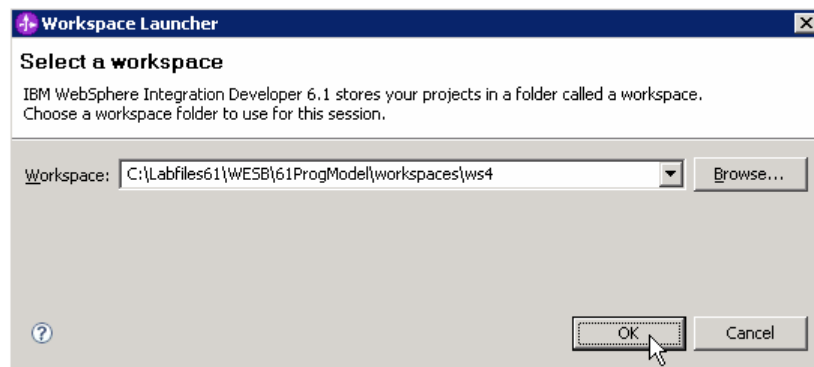 Workspace Launcher
Select a workspace
IBM WebSphere Integration Developer 6.1 stores your projects in a folder called a workspace.
Choose a workspace folder to use for this session.
Workspace: C:\Labfiles61\WESB\61ProgModel\workspaces\ws4 Browse...
? OK Cancel